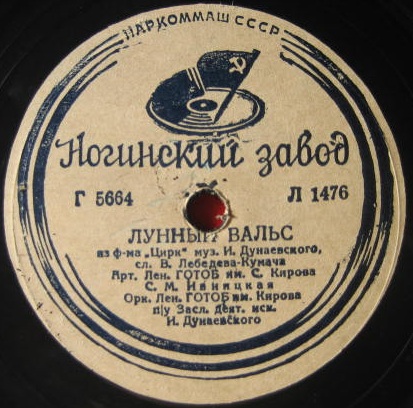 НАРКОММАШ СССР
Ногинский завод
Г 5664 Л 1476
ЛУННЫЙ ВАЛЬС
из ф-ма „Цирк" муз. И. Дунаевского,
сл. В. Лебедева-Кумача
Арт. Лен. ГОТОБ им. С. Кирова
С. М. Ивницкая
Орк. Лен. ГОТОБ им. Кирова
п/у Засл. Деят. иск.
И. Дунаевского